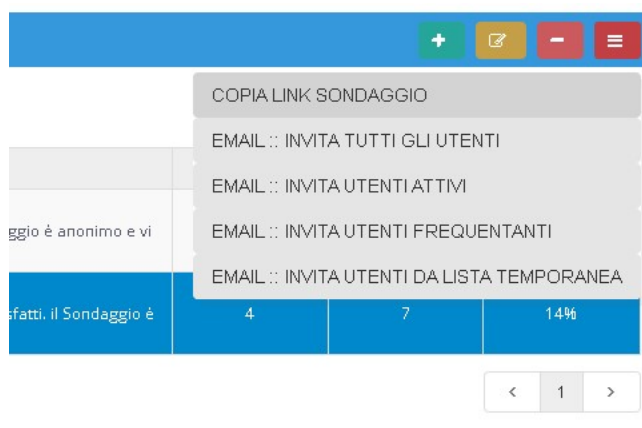 COPIA LINK SONDAGGIO
EMAIL :: INVITA TUTTI GLI UTENTI
EMAIL :: INVITA UTENTI ATTIVI
ggio è anonimo e vi
EMAIL :: INVITA UTENTI FREQUENTANTI
EMAIL :: INVITA UTENTI DA LISTA TEMPORANEA
sfatti. il Sondaggio è 4 7 14%
< 1 >